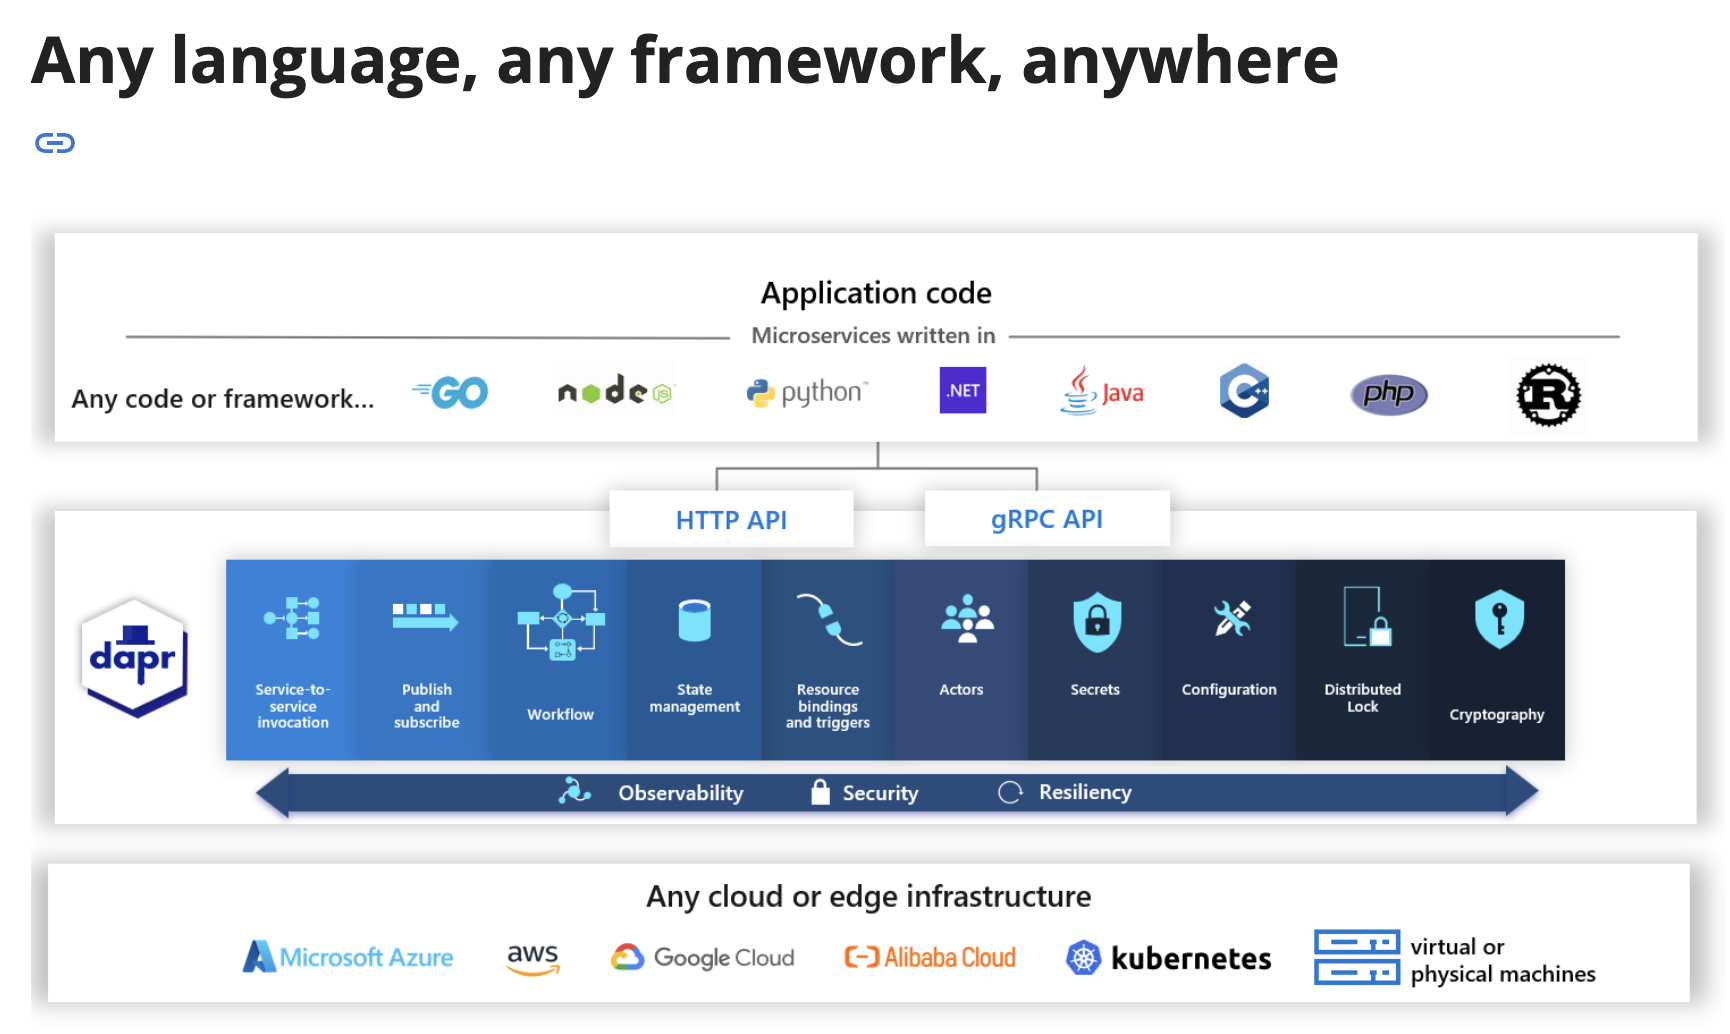 Any language, any framework, anywhere
Application code
Microservices written in
Any code or framework...
GO
node JS
python™
.NET
Java
C++
php
R
HTTP API
gRPC API
dapr
Service-to-
service
invocation
Publish
and
subscribe
Workflow
State
management
Resource
bindings
and triggers
Actors
Secrets
Configuration
Distributed
Lock
Cryptography
Observability
Security
Resiliency
Any cloud or edge infrastructure
Microsoft Azure
aws
Google Cloud
Alibaba Cloud
kubernetes
virtual or
physical machines